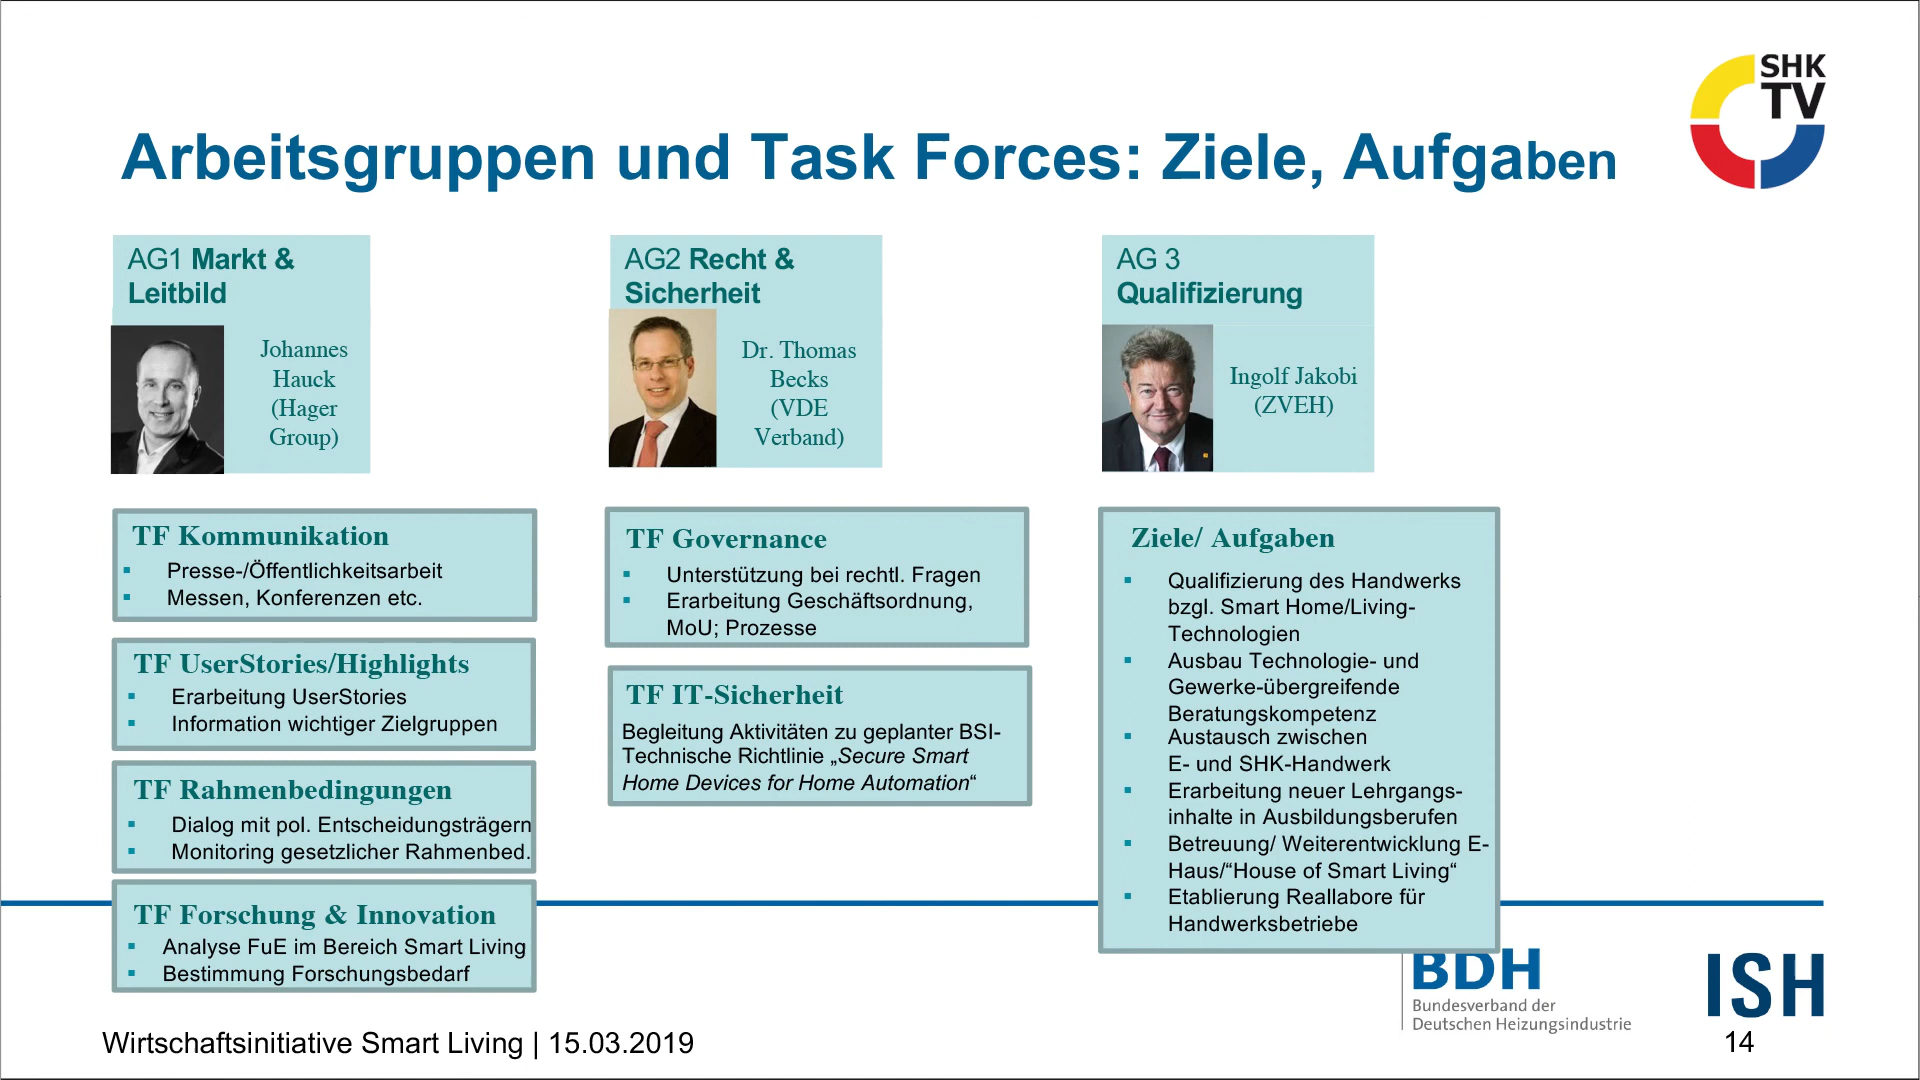 SHK
TV
Arbeitsgruppen und Task Forces: Ziele, Aufgaben
AG1 Markt &
Leitbild
Johannes
Hauck
(Hager
Group)
TF Kommunikation
▪ Presse-/Öffentlichkeitsarbeit
▪ Messen, Konferenzen etc.
TF UserStories/Highlights
▪ Erarbeitung UserStories
▪ Information wichtiger Zielgruppen
TF Rahmenbedingungen
▪ Dialog mit pol. Entscheidungsträgern
▪ Monitoring gesetzlicher Rahmenbed.
TF Forschung & Innovation
▪ Analyse FuE im Bereich Smart Living
▪ Bestimmung Forschungsbedarf
AG2 Recht &
Sicherheit
Dr. Thomas
Becks
(VDE
Verband)
TF Governance
▪ Unterstützung bei rechtl. Fragen
▪ Erarbeitung Geschäftsordnung,
MoU; Prozesse
TF IT-Sicherheit
Begleitung Aktivitäten zu geplanter BSI-
Technische Richtlinie „Secure Smart
Home Devices for Home Automation“
AG 3
Qualifizierung
Ingolf Jakobi
(ZVEH)
Ziele/ Aufgaben
▪ Qualifizierung des Handwerks
bzgl. Smart Home/Living-
Technologien
▪ Ausbau Technologie- und
Gewerke-übergreifende
Beratungskompetenz
▪ Austausch zwischen
E- und SHK-Handwerk
▪ Erarbeitung neuer Lehrgangs-
inhalte in Ausbildungsberufen
▪ Betreuung/ Weiterentwicklung E-
Haus/“House of Smart Living“
▪ Etablierung Reallabore für
Handwerksbetriebe
BDH
Bundesverband der
Deutschen Heizungsindustrie
ISH
Wirtschaftsinitiative Smart Living | 15.03.2019
14